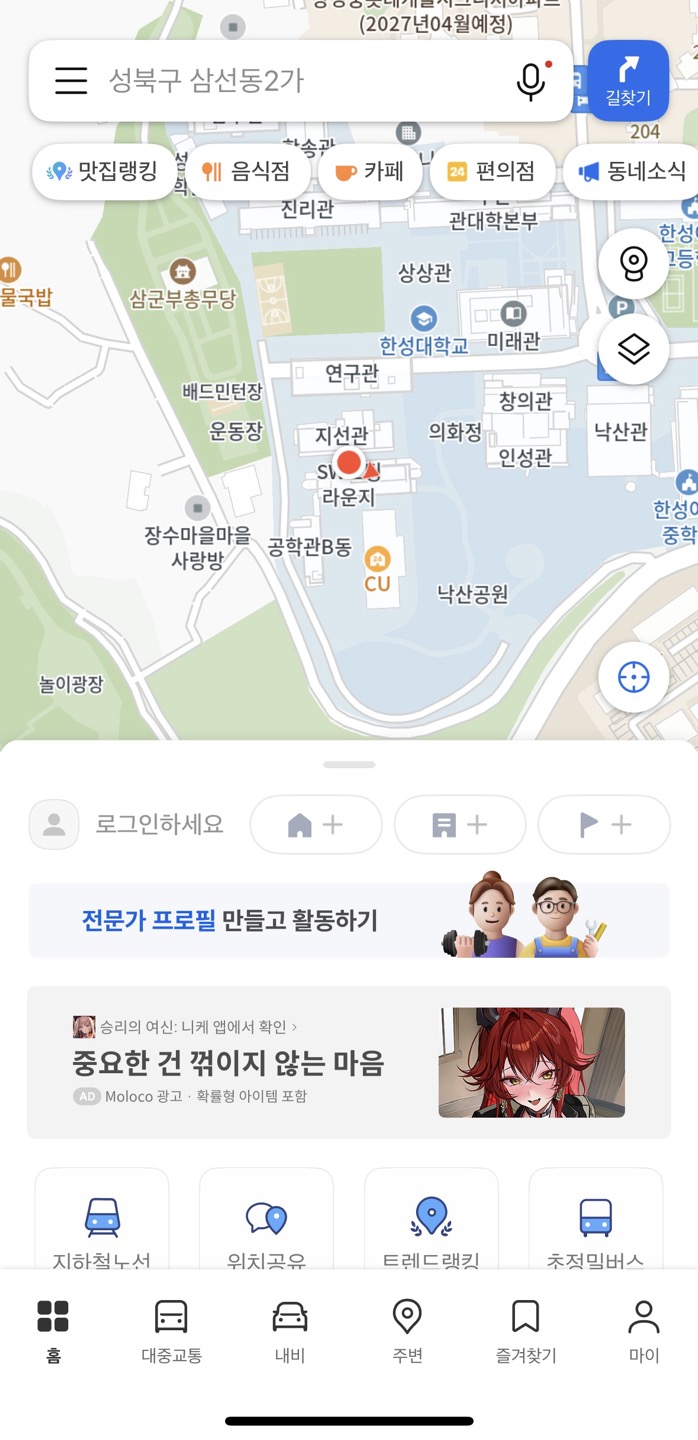 (2027년04월예정)
성북구 삼선동2가
길찾기
204
학송관
맛집랭킹
음식점
카페
24
편의점
동네소식
진리관
관대학본부
상상관
물국밥
삼군부총무당
P
한성대학교
미래관
연구관
배드민턴장
창의관
운동장
지선관
의화정
낙산관
인성관
라운지
장수마을마을
사랑방
공학관B동
24
CU
중학
낙산공원
놀이광장
로그인하세요
전문가 프로필 만들고 활동하기
승리의 여신: 니케 앱에서 확인 >
중요한 건 꺾이지 않는 마음
AD Moloco 광고 · 확률형 아이템 포함
지하철노선
위치공유
트렌드랭킹
초정밀버스
홈
대중교통
내비
주변
즐겨찾기
마이